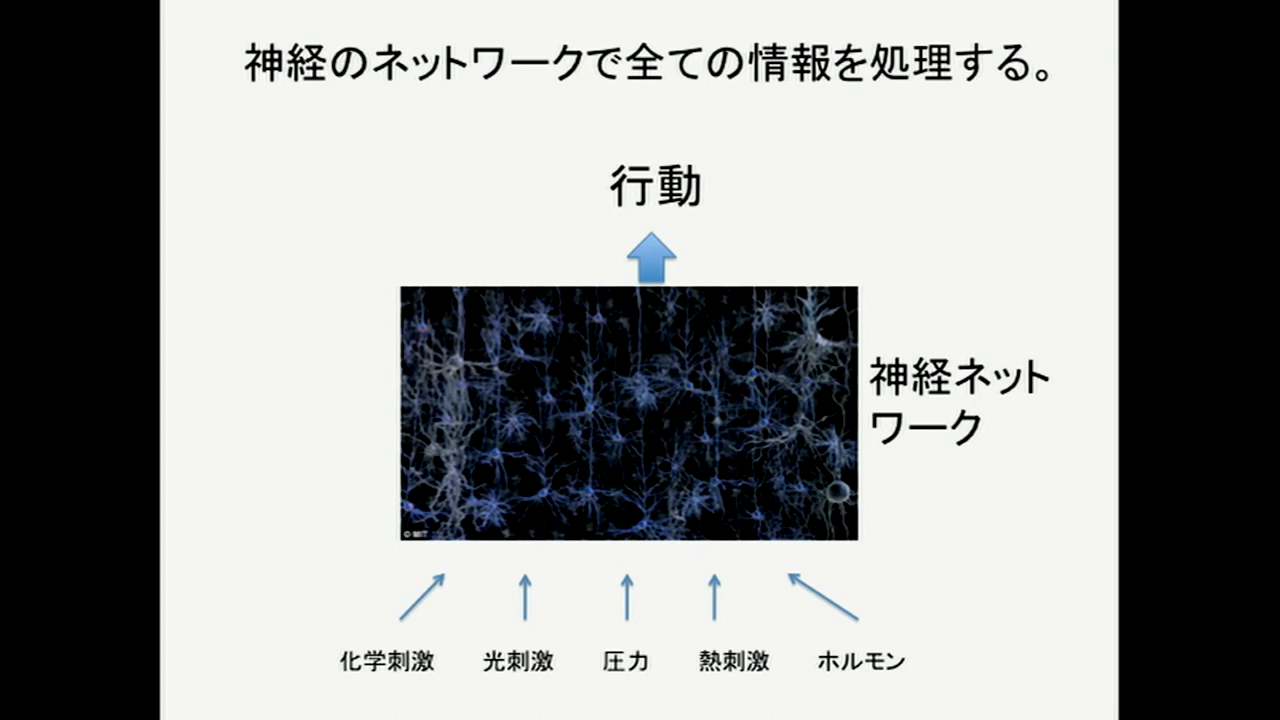 神経のネットワークで全ての情報を処理する。
行動
神経ネット
ワーク
© MIT
化学刺激 光刺激 圧力 熱刺激 ホルモン